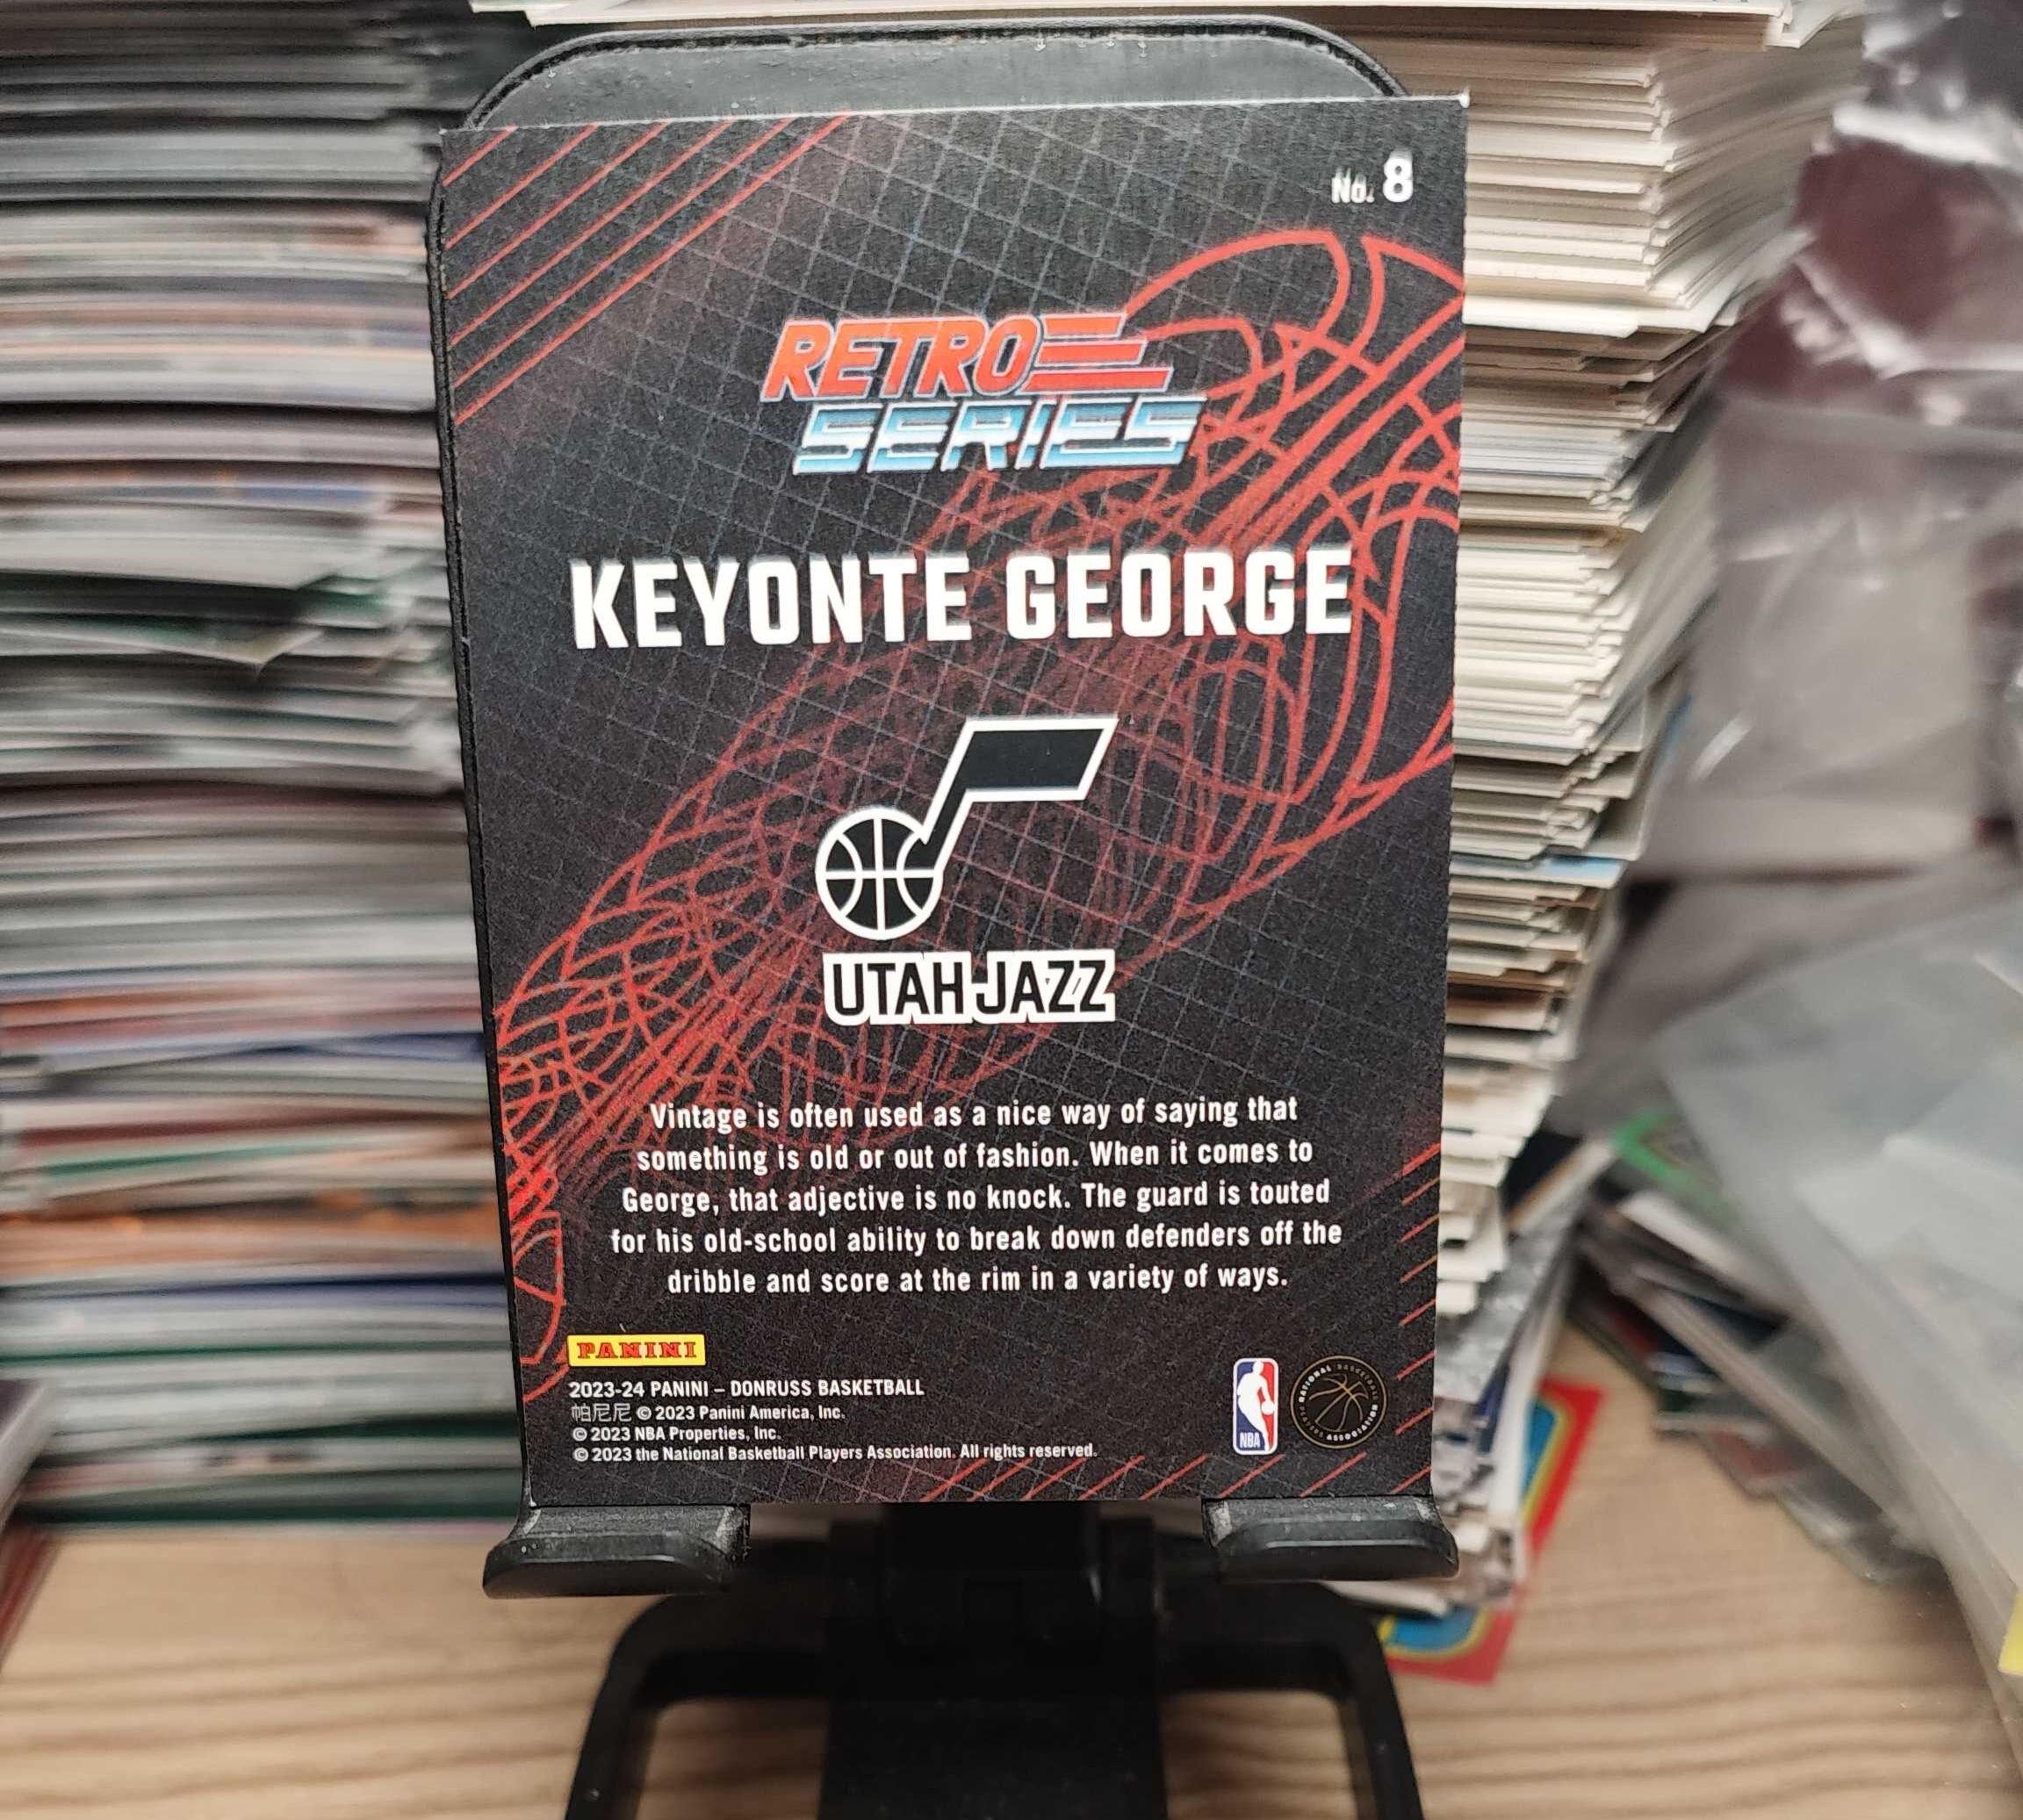 No. 8
RETRO
SERIES
KEYONTE GEORGE
UTAH JAZZ
Vintage is often used as a nice way of saying that
something is old or out of fashion. When it comes to
George, that adjective is no knock. The guard is touted
for his old-school ability to break down defenders off the
dribble and score at the rim in a variety of ways.
PANINI
2023-24 PANINI – DONRUSS BASKETBALL
帕尼尼 © 2023 Panini America, Inc.
© 2023 NBA Properties, Inc.
© 2023 the National Basketball Players Association. All rights reserved.
NBA
NATIONAL BASKETBALL
PLAYERS ASSOCIATION